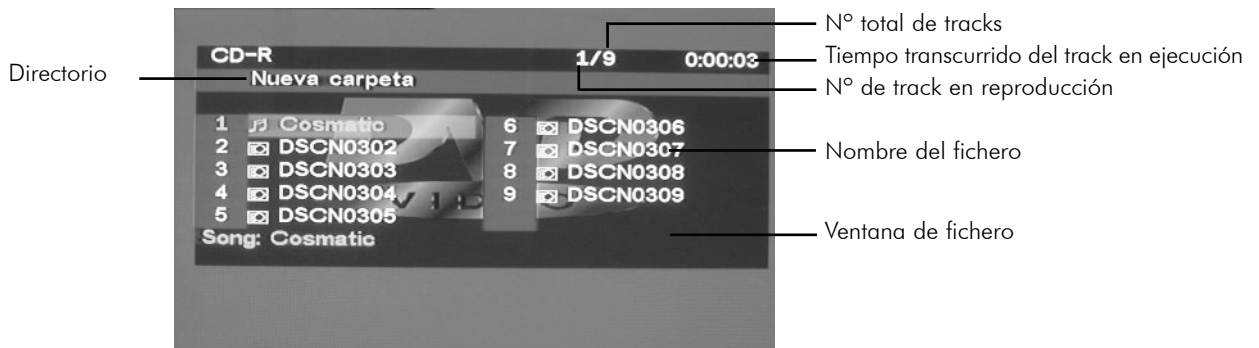 Nº total de tracks
CD-R 1/9 0:00:03
Tiempo transcurrido del track en ejecución
Directorio
Nueva carpeta
Nº de track en reproducción
1 Cosmatic
2 DSCN0302
3 DSCN0303
4 DSCN0304
5 DSCN0305
6 DSCN0306
7 DSCN0307
8 DSCN0308
9 DSCN0309
Nombre del fichero
VID
Song: Cosmatic
Ventana de fichero